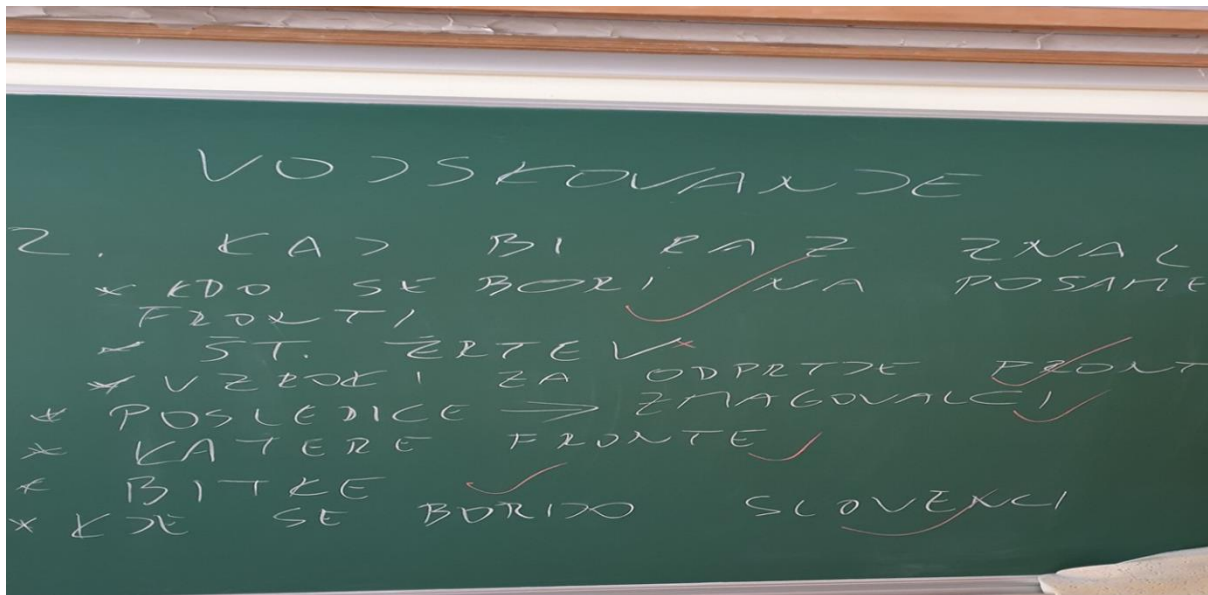 VOJSKOVANJE
2. KAJ BI RAZ ZNAL
* KDO SE BORI NA POSAME
FRONTI
- ŠT. ŽRTEV
* VZROKI ZA ODPRTJE FRONT
* POSLEDICE => ZMAGOVALCI
* KATERE FRONTE
* BITKE
* KJE SE BORIJO SLOVENCI